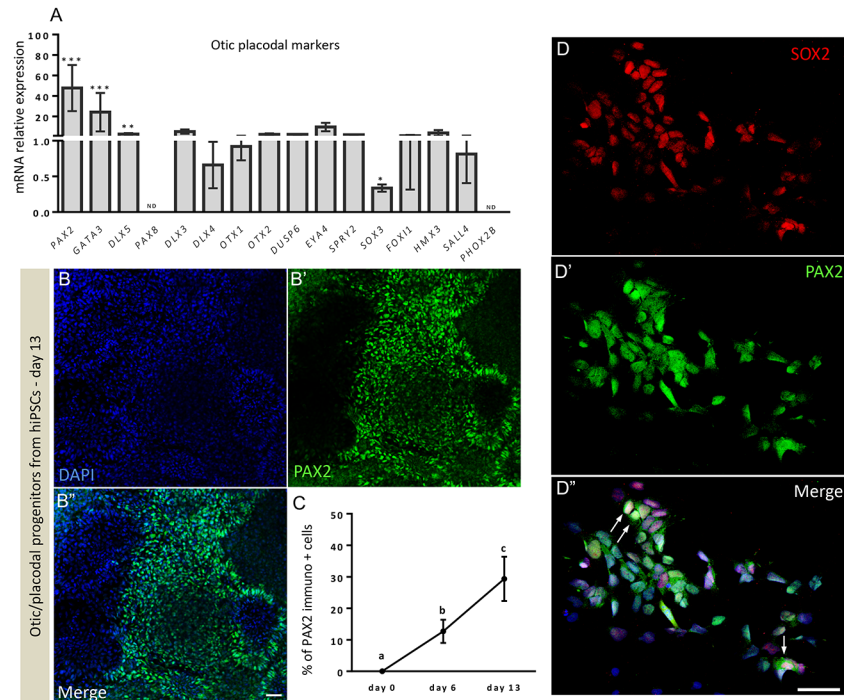 A
Otic placodal markers
mRNA relative expression
100
80
60
40
20
1.0
0.5
0.0
***
***
**
ND
*
ND
PAX2
GATA3
DLX5
PAX8
DLX3
DLX4
OTX1
OTX2
DUSP6
EYA4
SPRY2
SOX3
FOXI1
HMX3
SALL4
PHOX2B
Otic/placodal progenitors from hiPSCs - day 13
B
DAPI
B'
PAX2
B"
Merge
C
% of PAX2 immuno + cells
50
40
30
20
10
0
a
b
c
day 0
day 6
day 13
D
SOX2
D'
PAX2
D"
Merge